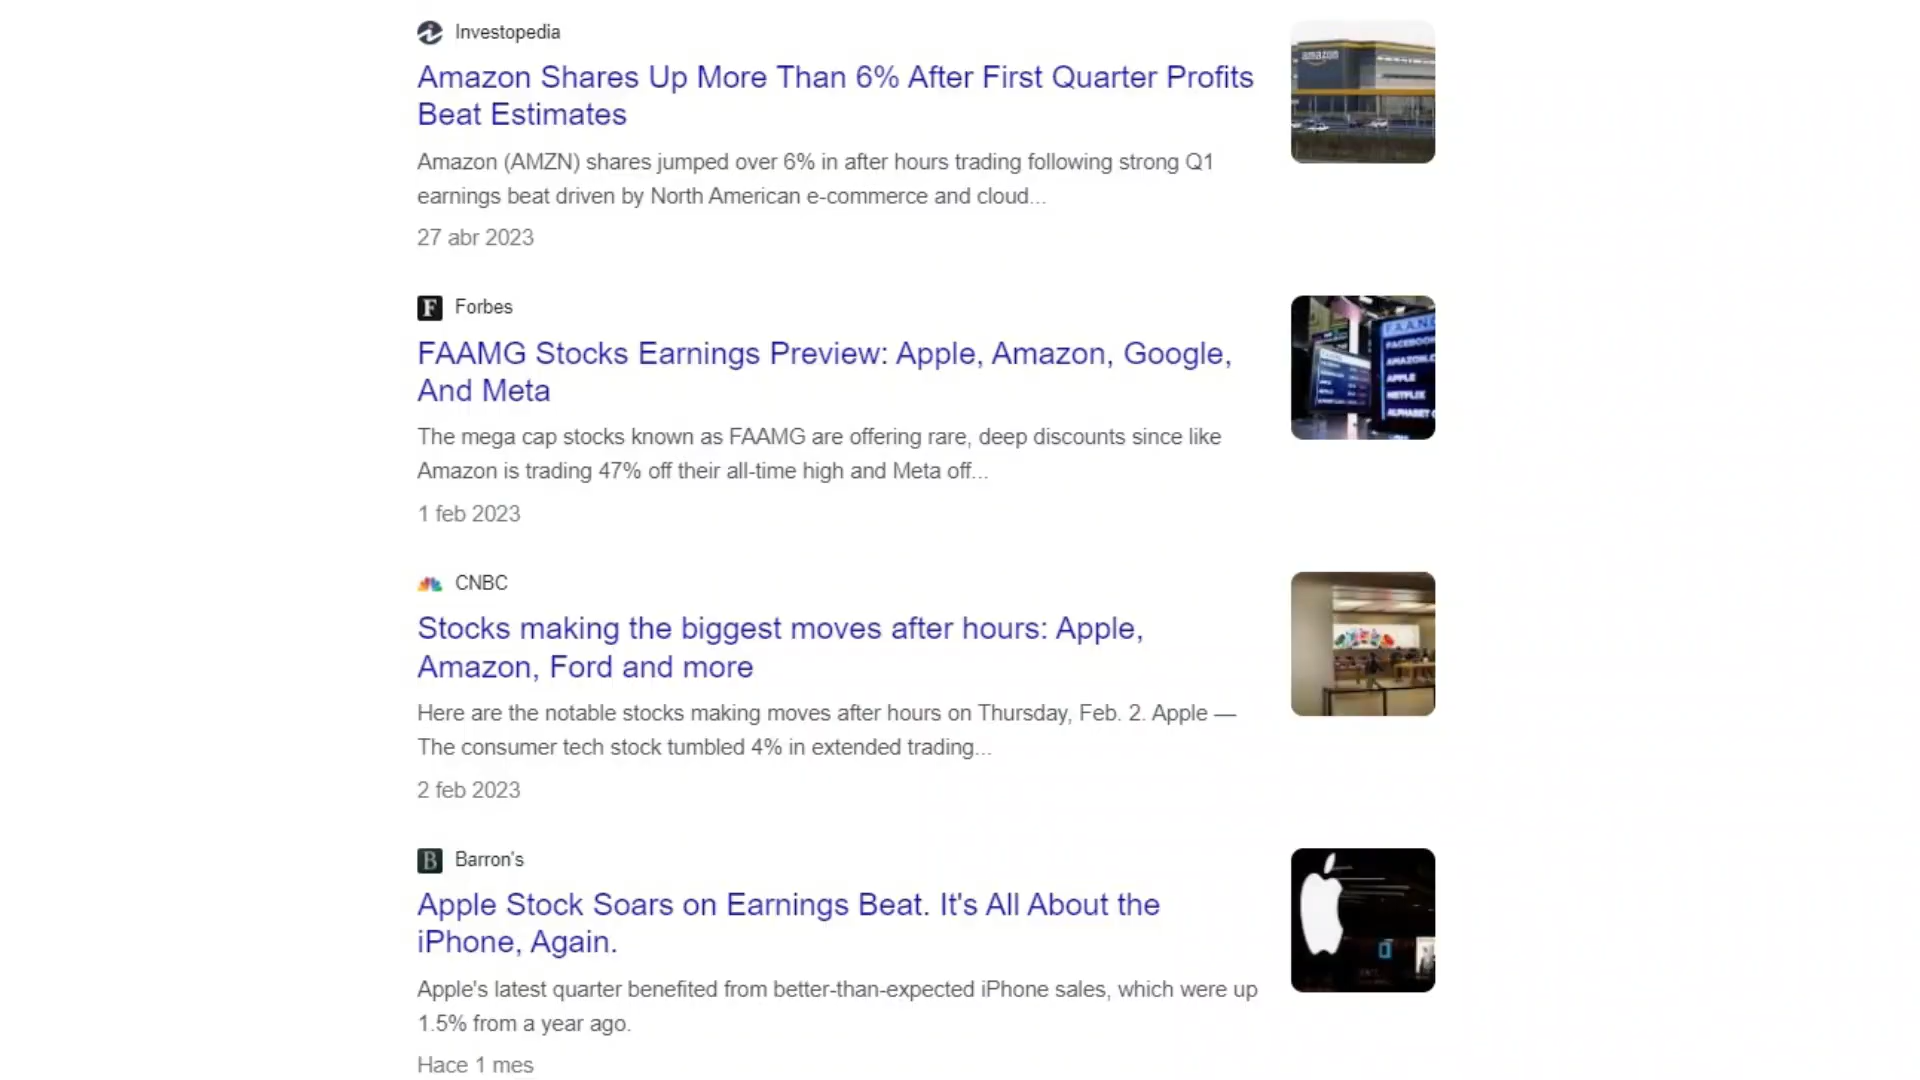 Investopedia
Amazon Shares Up More Than 6% After First Quarter Profits
Beat Estimates
Amazon (AMZN) shares jumped over 6% in after hours trading following strong Q1
earnings beat driven by North American e-commerce and cloud...
27 abr 2023
amazon
Forbes
FAAMG Stocks Earnings Preview: Apple, Amazon, Google,
And Meta
The mega cap stocks known as FAAMG are offering rare, deep discounts since like
Amazon is trading 47% off their all-time high and Meta off...
1 feb 2023
FAANG
FACEBOOK
AMAZON.C
APPLE
NETFLIX
ALPHABET
CNBC
Stocks making the biggest moves after hours: Apple,
Amazon, Ford and more
Here are the notable stocks making moves after hours on Thursday, Feb. 2. Apple —
The consumer tech stock tumbled 4% in extended trading...
2 feb 2023
Barron's
Apple Stock Soars on Earnings Beat. It's All About the
iPhone, Again.
Apple's latest quarter benefited from better-than-expected iPhone sales, which were up
1.5% from a year ago.
Hace 1 mes